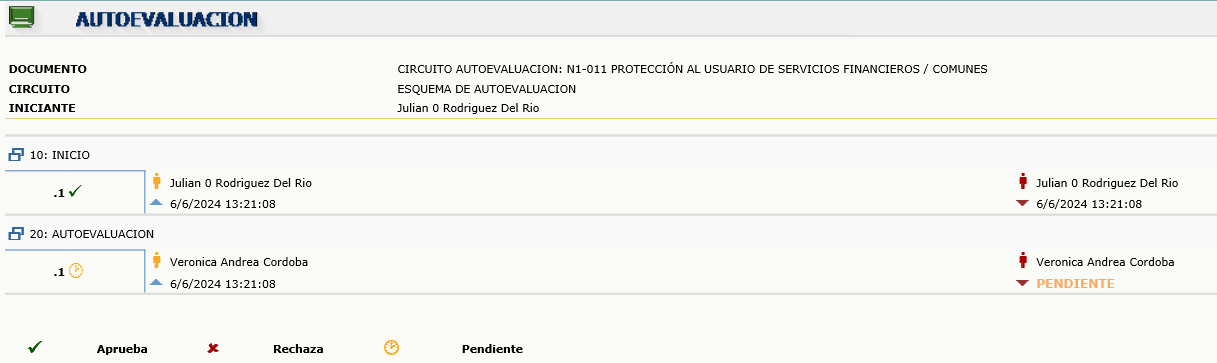 AUTOEVALUACION
DOCUMENTO CIRCUITO AUTOEVALUACION: N1-011 PROTECCIÓN AL USUARIO DE SERVICIOS FINANCIEROS / COMUNES
CIRCUITO ESQUEMA DE AUTOEVALUACION
INICIANTE Julian 0 Rodriguez Del Rio
10: INICIO
.1 Julian 0 Rodriguez Del Rio Julian 0 Rodriguez Del Rio
6/6/2024 13:21:08 6/6/2024 13:21:08
20: AUTOEVALUACION
.1 Veronica Andrea Cordoba Veronica Andrea Cordoba
6/6/2024 13:21:08 PENDIENTE
Aprueba Rechaza Pendiente